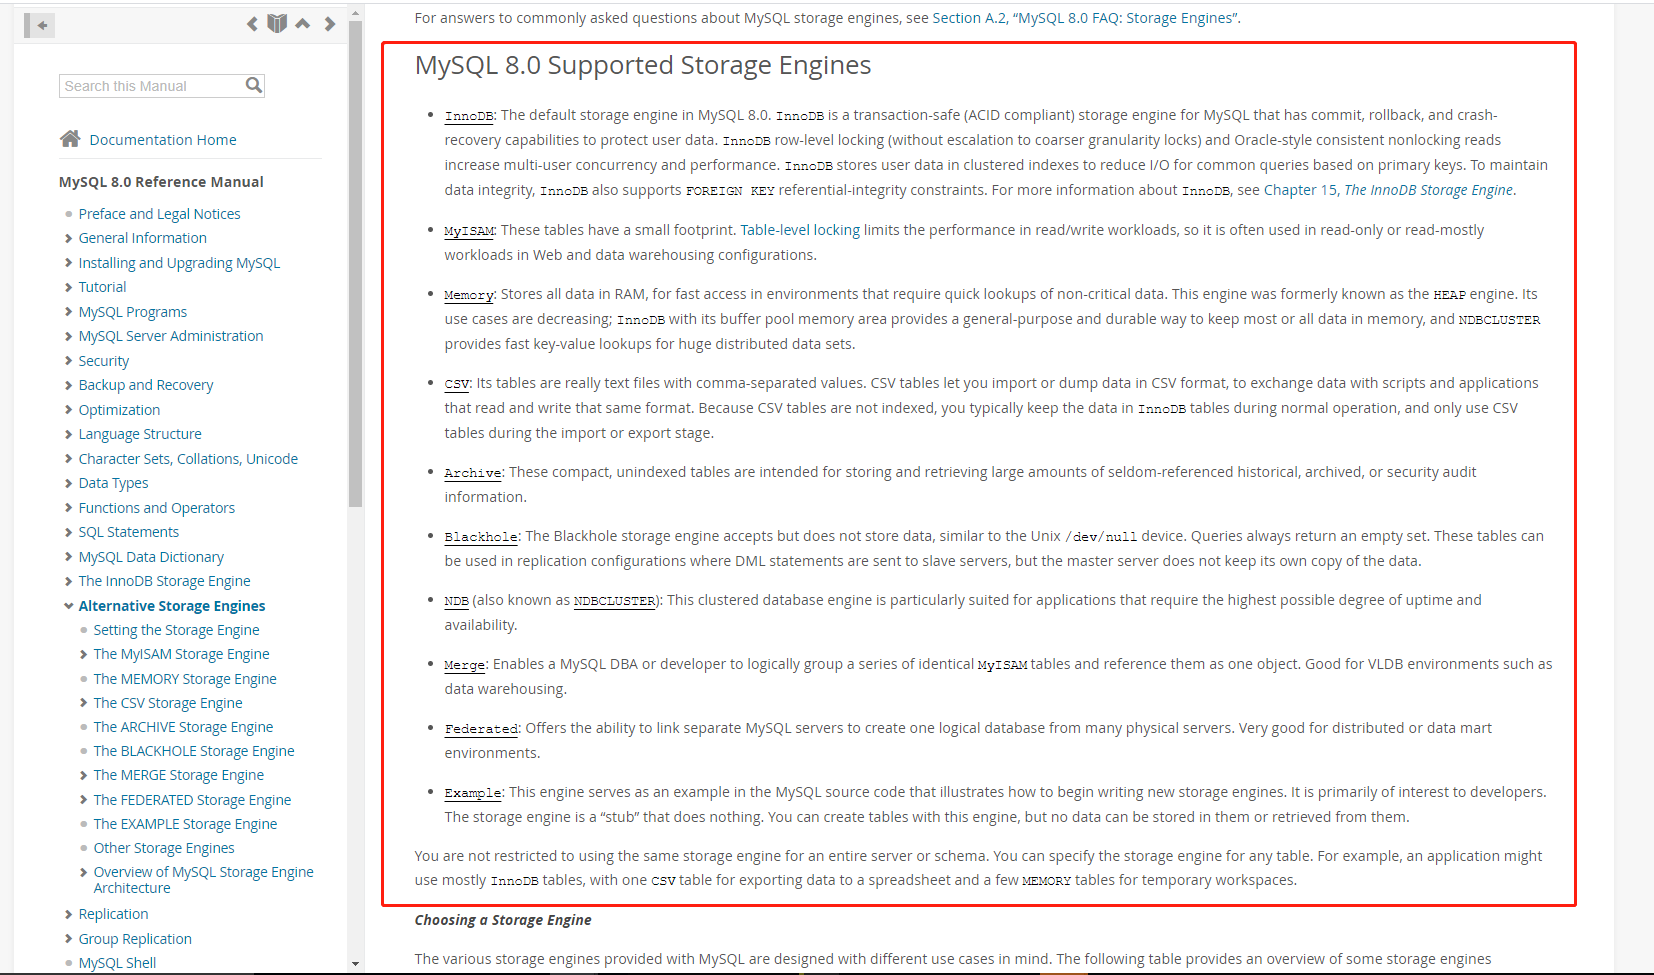 Search this Manual
Documentation Home
MySQL 8.0 Reference Manual
Preface and Legal Notices
General Information
Installing and Upgrading MySQL
Tutorial
MySQL Programs
MySQL Server Administration
Security
Backup and Recovery
Optimization
Language Structure
Character Sets, Collations, Unicode
Data Types
Functions and Operators
SQL Statements
MySQL Data Dictionary
The InnoDB Storage Engine
Alternative Storage Engines
Setting the Storage Engine
The MyISAM Storage Engine
The MEMORY Storage Engine
The CSV Storage Engine
The ARCHIVE Storage Engine
The BLACKHOLE Storage Engine
The MERGE Storage Engine
The FEDERATED Storage Engine
The EXAMPLE Storage Engine
Other Storage Engines
Overview of MySQL Storage Engine
Architecture
Replication
Group Replication
MySQL Shell
For answers to commonly asked questions about MySQL storage engines, see Section A.2, “MySQL 8.0 FAQ: Storage Engines”.
MySQL 8.0 Supported Storage Engines
• InnoDB: The default storage engine in MySQL 8.0. InnoDB is a transaction-safe (ACID compliant) storage engine for MySQL that has commit, rollback, and crash-
recovery capabilities to protect user data. InnoDB row-level locking (without escalation to coarser granularity locks) and Oracle-style consistent nonlocking reads
increase multi-user concurrency and performance. InnoDB stores user data in clustered indexes to reduce I/O for common queries based on primary keys. To maintain
data integrity, InnoDB also supports FOREIGN KEY referential-integrity constraints. For more information about InnoDB, see Chapter 15, The InnoDB Storage Engine.
• MyISAM: These tables have a small footprint. Table-level locking limits the performance in read/write workloads, so it is often used in read-only or read-mostly
workloads in Web and data warehousing configurations.
• Memory: Stores all data in RAM, for fast access in environments that require quick lookups of non-critical data. This engine was formerly known as the HEAP engine. Its
use cases are decreasing; InnoDB with its buffer pool memory area provides a general-purpose and durable way to keep most or all data in memory, and NDBCLUSTER
provides fast key-value lookups for huge distributed data sets.
• CSV: Its tables are really text files with comma-separated values. CSV tables let you import or dump data in CSV format, to exchange data with scripts and applications
that read and write that same format. Because CSV tables are not indexed, you typically keep the data in InnoDB tables during normal operation, and only use CSV
tables during the import or export stage.
• Archive: These compact, unindexed tables are intended for storing and retrieving large amounts of seldom-referenced historical, archived, or security audit
information.
• Blackhole: The Blackhole storage engine accepts but does not store data, similar to the Unix /dev/null device. Queries always return an empty set. These tables can
be used in replication configurations where DML statements are sent to slave servers, but the master server does not keep its own copy of the data.
• NDB (also known as NDBCLUSTER): This clustered database engine is particularly suited for applications that require the highest possible degree of uptime and
availability.
• Merge: Enables a MySQL DBA or developer to logically group a series of identical MyISAM tables and reference them as one object. Good for VLDB environments such as
data warehousing.
• Federated: Offers the ability to link separate MySQL servers to create one logical database from many physical servers. Very good for distributed or data mart
environments.
• Example: This engine serves as an example in the MySQL source code that illustrates how to begin writing new storage engines. It is primarily of interest to developers.
The storage engine is a “stub” that does nothing. You can create tables with this engine, but no data can be stored in them or retrieved from them.
You are not restricted to using the same storage engine for an entire server or schema. You can specify the storage engine for any table. For example, an application might
use mostly InnoDB tables, with one CSV table for exporting data to a spreadsheet and a few MEMORY tables for temporary workspaces.
Choosing a Storage Engine
The various storage engines provided with MySQL are designed with different use cases in mind. The following table provides an overview of some storage engines